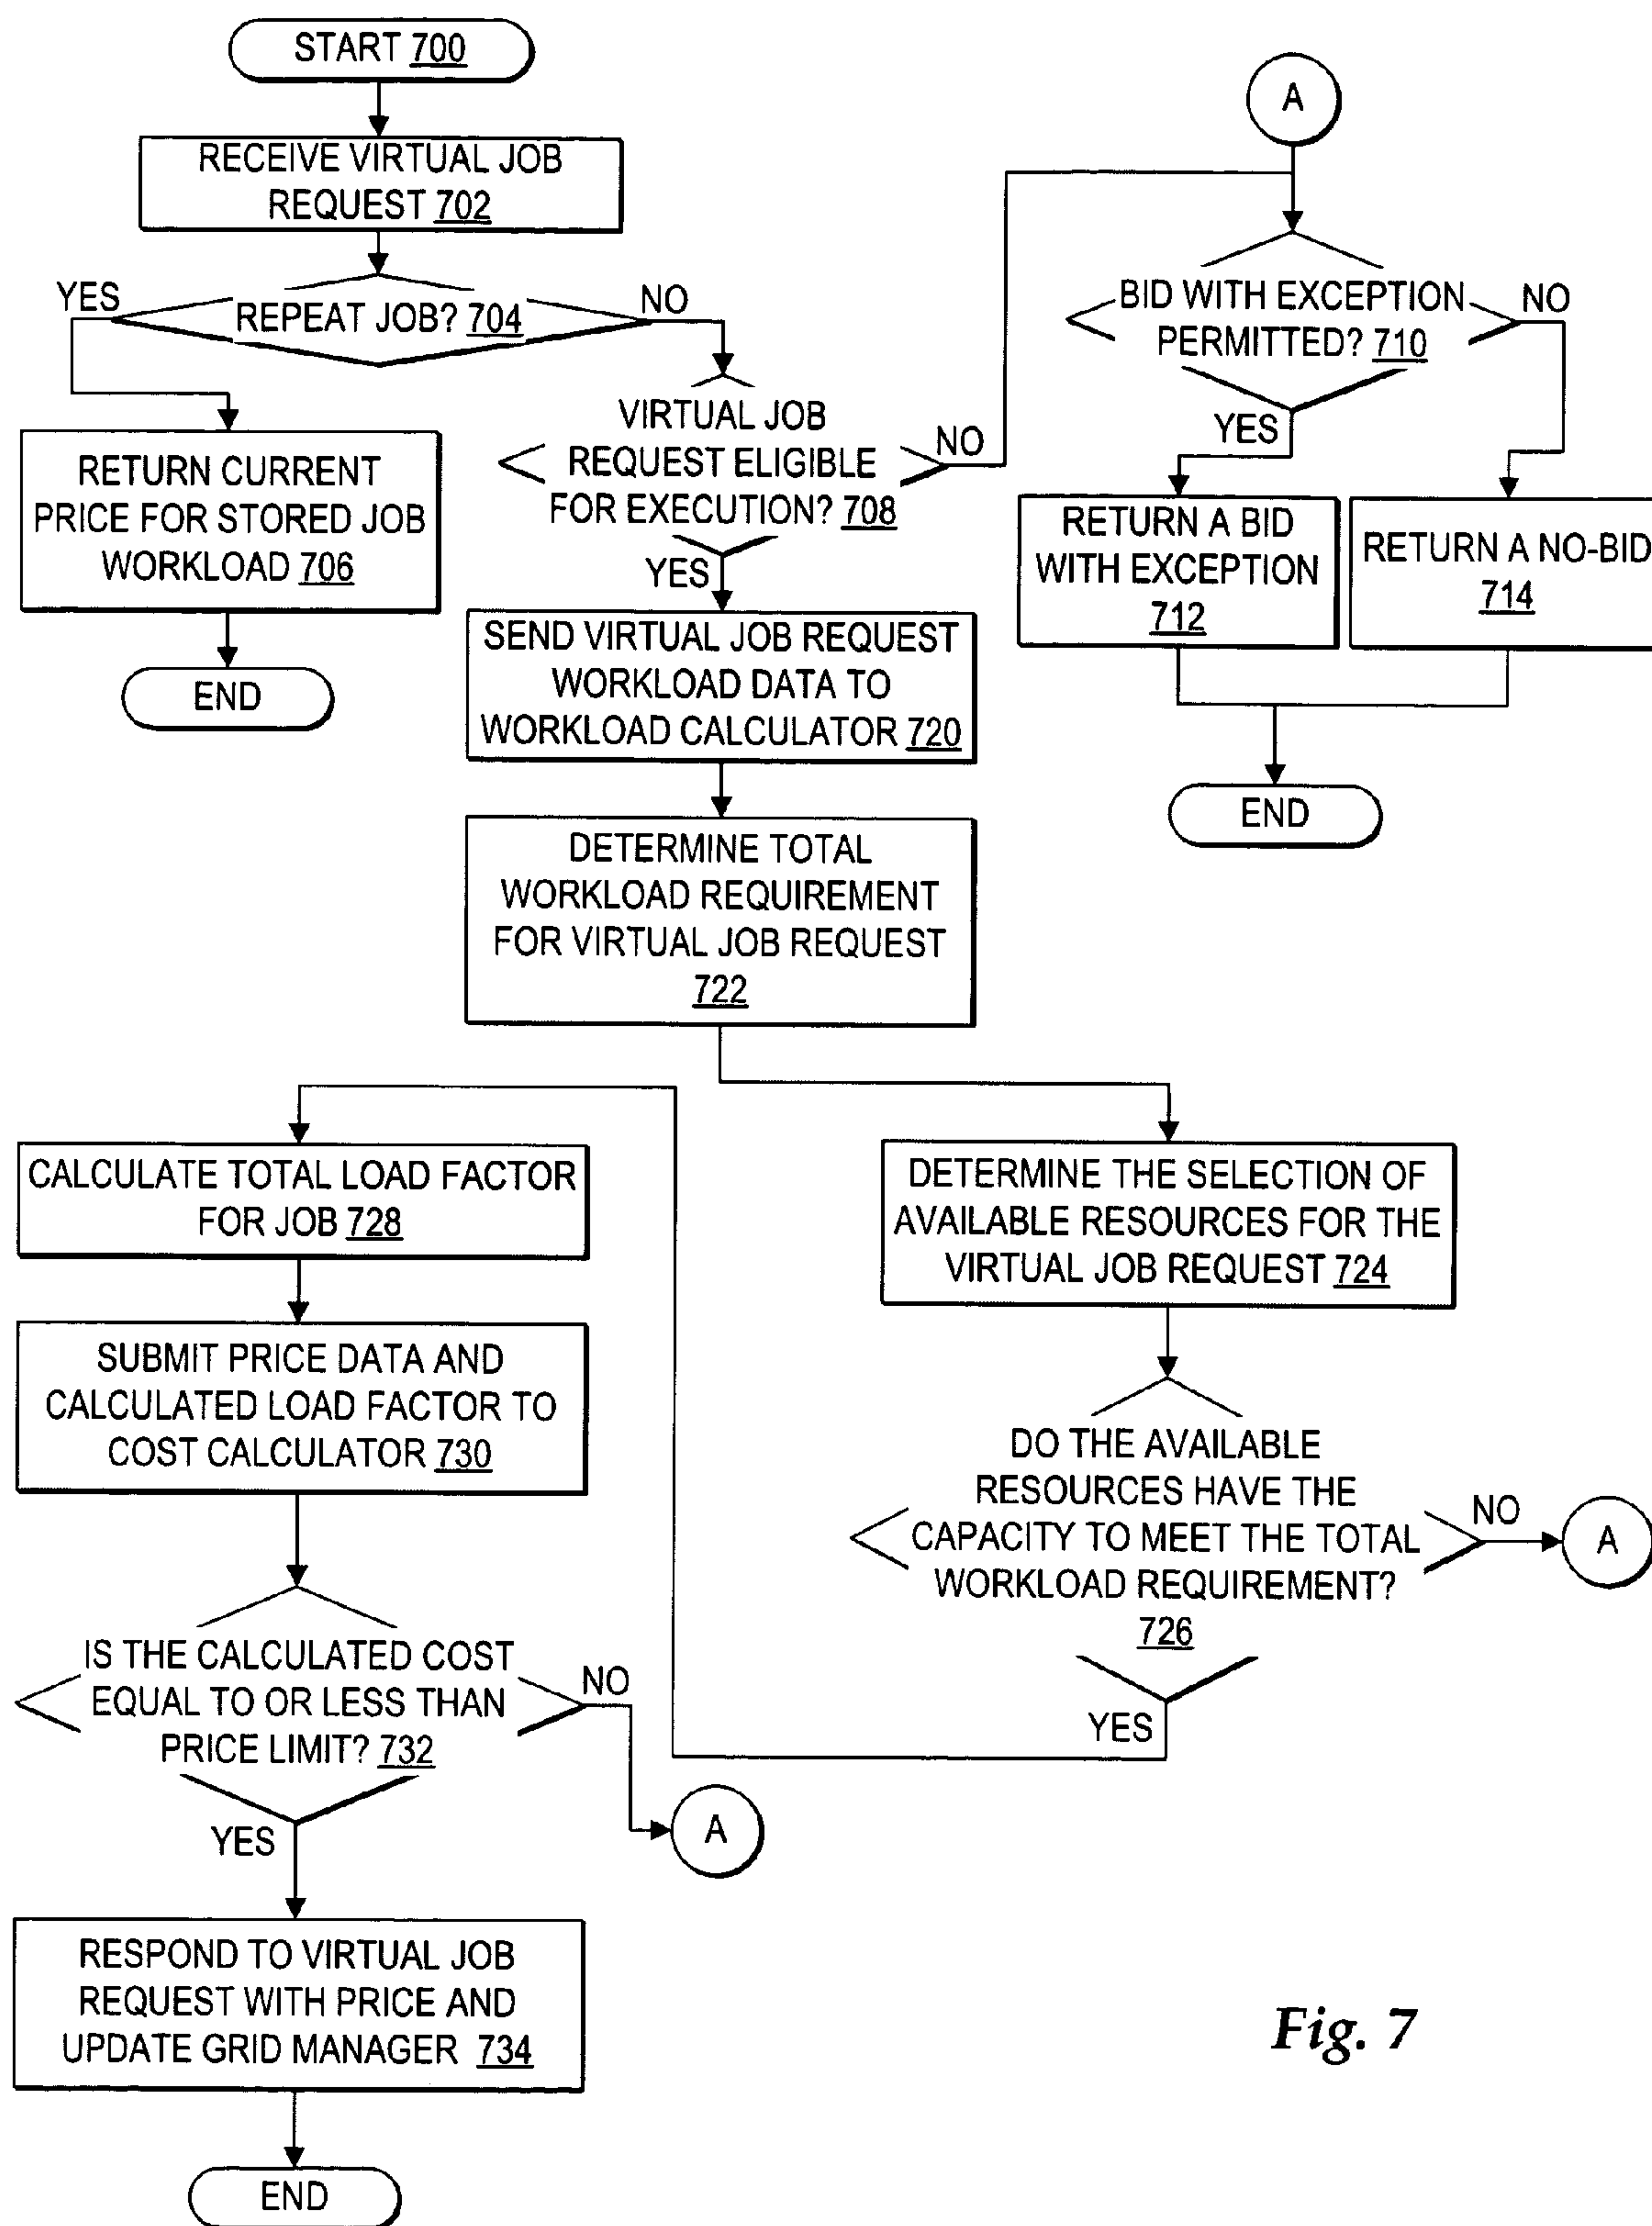 START 700
RECEIVE VIRTUAL JOB
REQUEST 702
YES
REPEAT JOB? 704
NO
RETURN CURRENT
PRICE FOR STORED JOB
WORKLOAD 706
END
VIRTUAL JOB
REQUEST ELIGIBLE
FOR EXECUTION? 708
NO
YES
A
BID WITH EXCEPTION
PERMITTED? 710
NO
YES
RETURN A BID
WITH EXCEPTION
712
RETURN A NO-BID
714
END
SEND VIRTUAL JOB REQUEST
WORKLOAD DATA TO
WORKLOAD CALCULATOR 720
DETERMINE TOTAL
WORKLOAD REQUIREMENT
FOR VIRTUAL JOB REQUEST
722
DETERMINE THE SELECTION OF
AVAILABLE RESOURCES FOR THE
VIRTUAL JOB REQUEST 724
DO THE AVAILABLE
RESOURCES HAVE THE
CAPACITY TO MEET THE TOTAL
WORKLOAD REQUIREMENT?
726
NO
A
YES
CALCULATE TOTAL LOAD FACTOR
FOR JOB 728
SUBMIT PRICE DATA AND
CALCULATED LOAD FACTOR TO
COST CALCULATOR 730
IS THE CALCULATED COST
EQUAL TO OR LESS THAN
PRICE LIMIT? 732
NO
A
YES
RESPOND TO VIRTUAL JOB
REQUEST WITH PRICE AND
UPDATE GRID MANAGER 734
END
Fig. 7